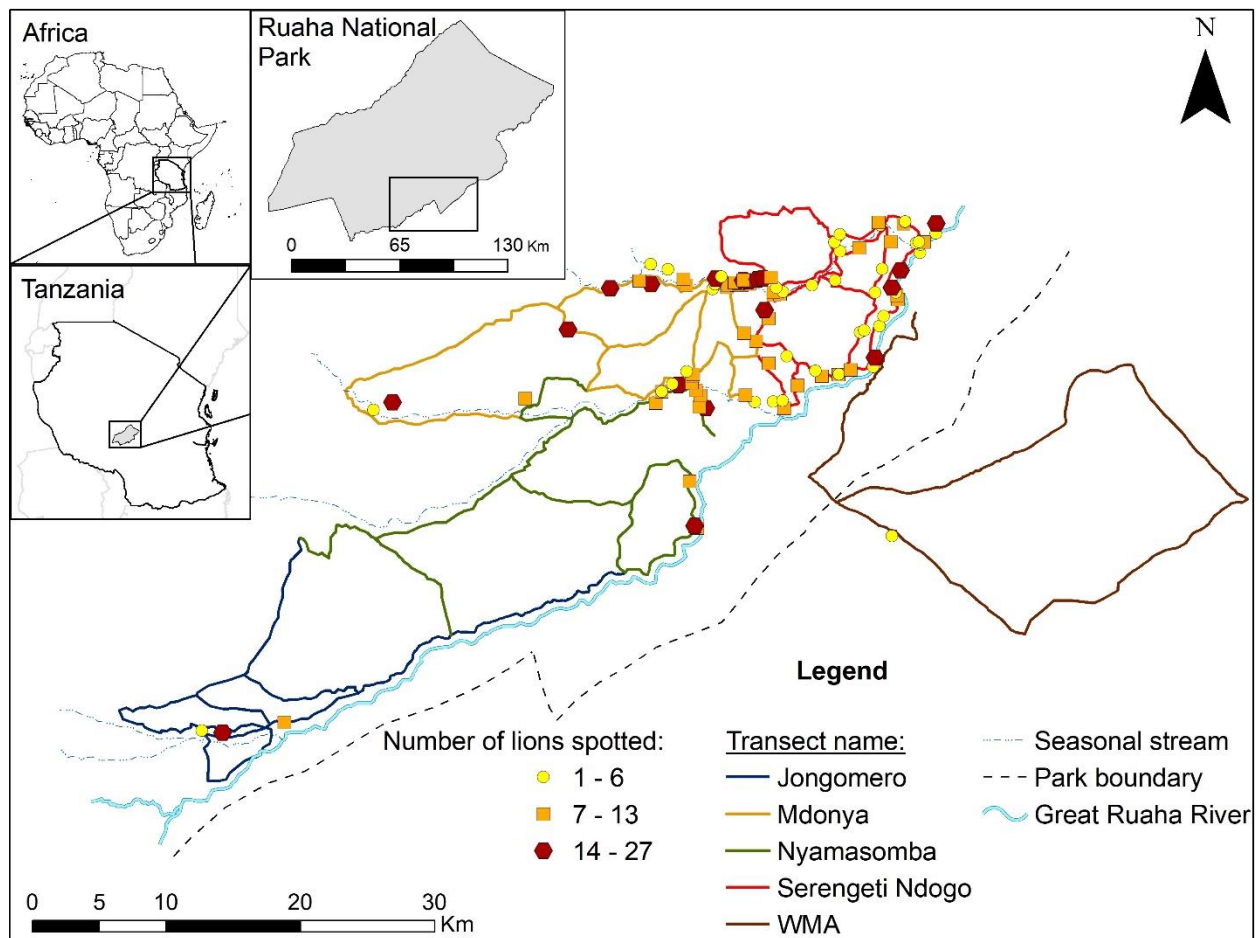 Africa
Ruaha National
Park
N
0 65 130 Km
Tanzania
Legend
Number of lions spotted:
1 - 6
7 - 13
14 - 27
Transect name:
Jongomero
Mdonya
Nyamasomba
Serengeti Ndogo
WMA
Seasonal stream
Park boundary
Great Ruaha River
0 10 20 30
Km